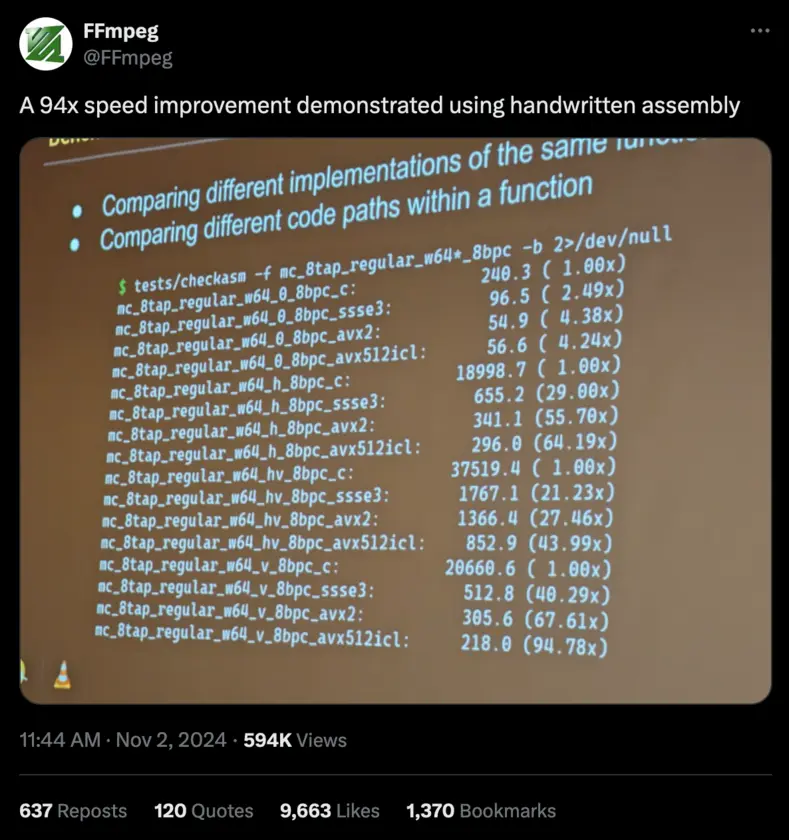 FFmpeg
@FFmpeg
A 94x speed improvement demonstrated using handwritten assembly
• Comparing different implementations of the same
• Comparing different code paths within a function
$ tests/checkasm -f mc_8tap_regular_w64*_8bpc -b 2>/dev/null
mc_8tap_regular_w64_0_8bpc_c: 240.3 ( 1.00x)
mc_8tap_regular_w64_0_8bpc_ssse3: 96.5 ( 2.49x)
mc_8tap_regular_w64_0_8bpc_avx2: 54.9 ( 4.38x)
mc_8tap_regular_w64_0_8bpc_avx512icl: 56.6 ( 4.24x)
mc_8tap_regular_w64_h_8bpc_c: 18998.7 ( 1.00x)
mc_8tap_regular_w64_h_8bpc_ssse3: 655.2 (29.00x)
mc_8tap_regular_w64_h_8bpc_avx2: 341.1 (55.70x)
mc_8tap_regular_w64_h_8bpc_avx512icl: 296.0 (64.19x)
mc_8tap_regular_w64_hv_8bpc_c: 37519.4 ( 1.00x)
mc_8tap_regular_w64_hv_8bpc_ssse3: 1767.1 (21.23x)
mc_8tap_regular_w64_hv_8bpc_avx2: 1366.4 (27.46x)
mc_8tap_regular_w64_hv_8bpc_avx512icl: 852.9 (43.99x)
mc_8tap_regular_w64_v_8bpc_c: 20660.6 ( 1.00x)
mc_8tap_regular_w64_v_8bpc_ssse3: 512.8 (40.29x)
mc_8tap_regular_w64_v_8bpc_avx2: 305.6 (67.61x)
mc_8tap_regular_w64_v_8bpc_avx512icl: 218.0 (94.78x)
11:44 AM · Nov 2, 2024 · 594K Views
637 Reposts 120 Quotes 9,663 Likes 1,370 Bookmarks